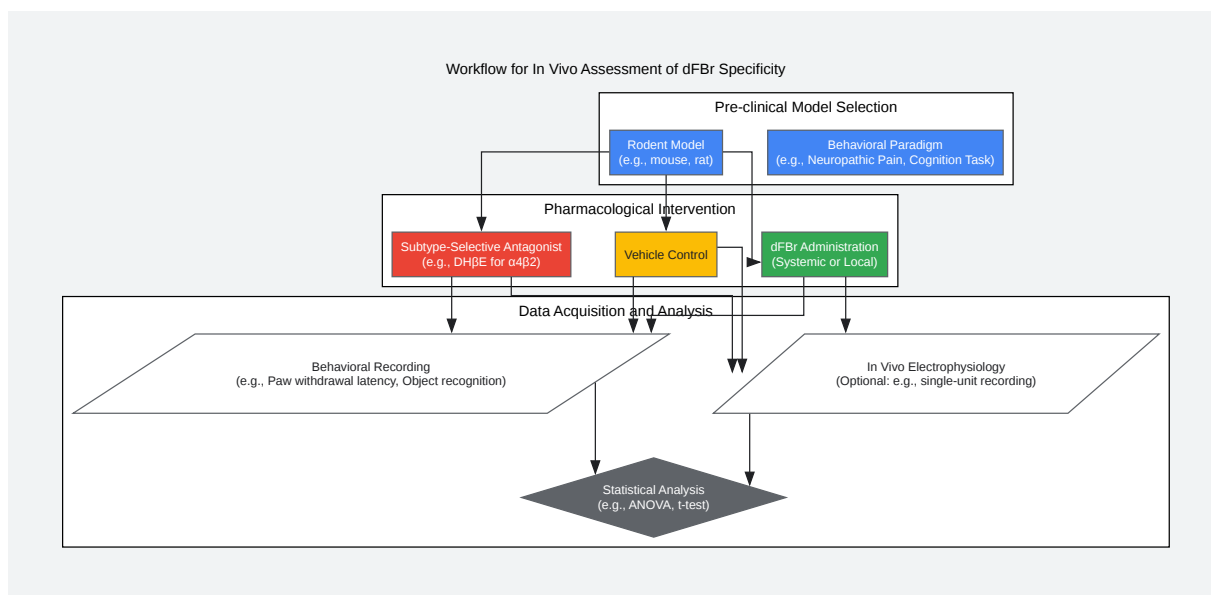 Workflow for In Vivo Assessment of dFBr Specificity
Pre-clinical Model Selection
Rodent Model
(e.g., mouse, rat)
Behavioral Paradigm
(e.g., Neuropathic Pain, Cognition Task)
Pharmacological Intervention
Subtype-Selective Antagonist
(e.g., DHβE for α4β2)
Vehicle Control
dFBr Administration
(Systemic or Local)
Data Acquisition and Analysis
Behavioral Recording
(e.g., Paw withdrawal latency, Object recognition)
In Vivo Electrophysiology
(Optional: e.g., single-unit recording)
Statistical Analysis
(e.g., ANOVA, t-test)